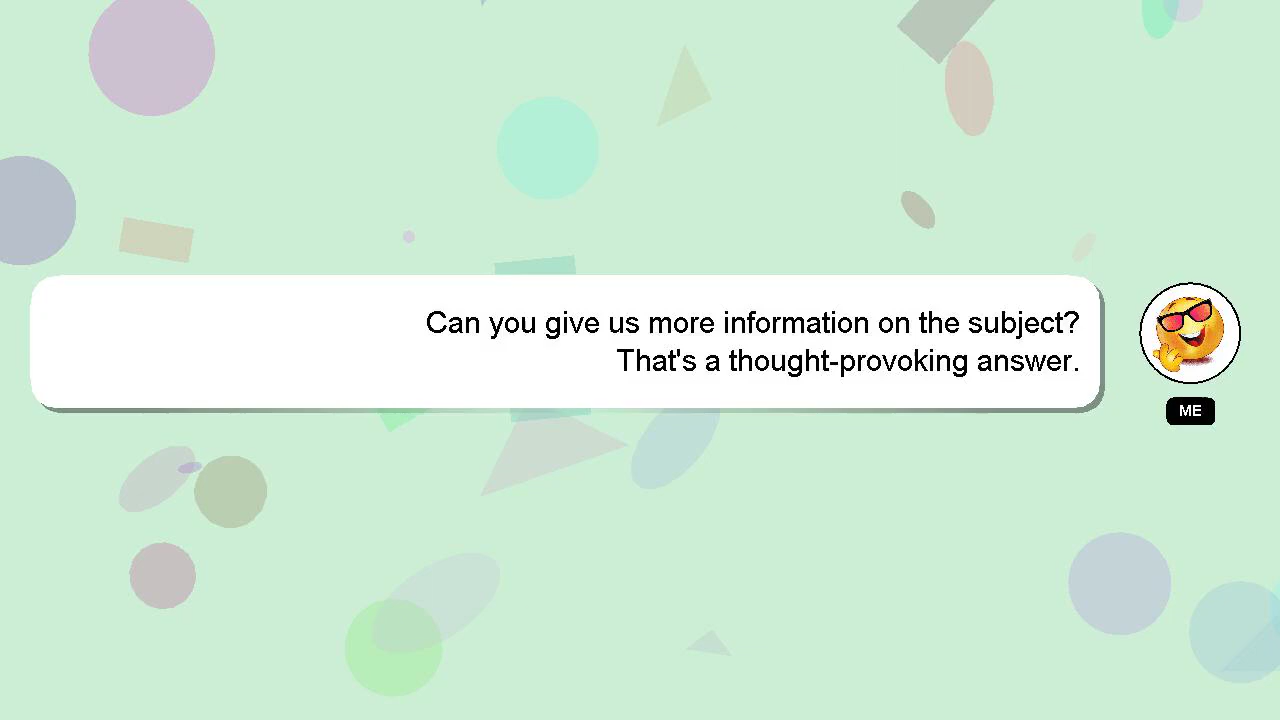 Can you give us more information on the subject?
That's a thought-provoking answer.
ME